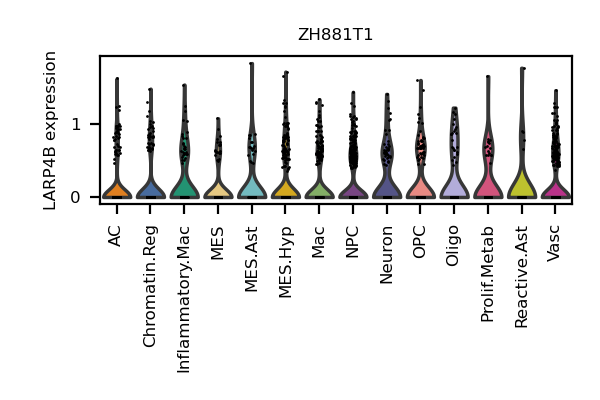 ZH881T1
LARP4B expression
1
0
AC
Chromatin.Reg
Inflammatory.Mac
MES
MES.Ast
MES.Hyp
Mac
NPC
Neuron
OPC
Oligo
Prolif.Metab
Reactive.Ast
Vasc